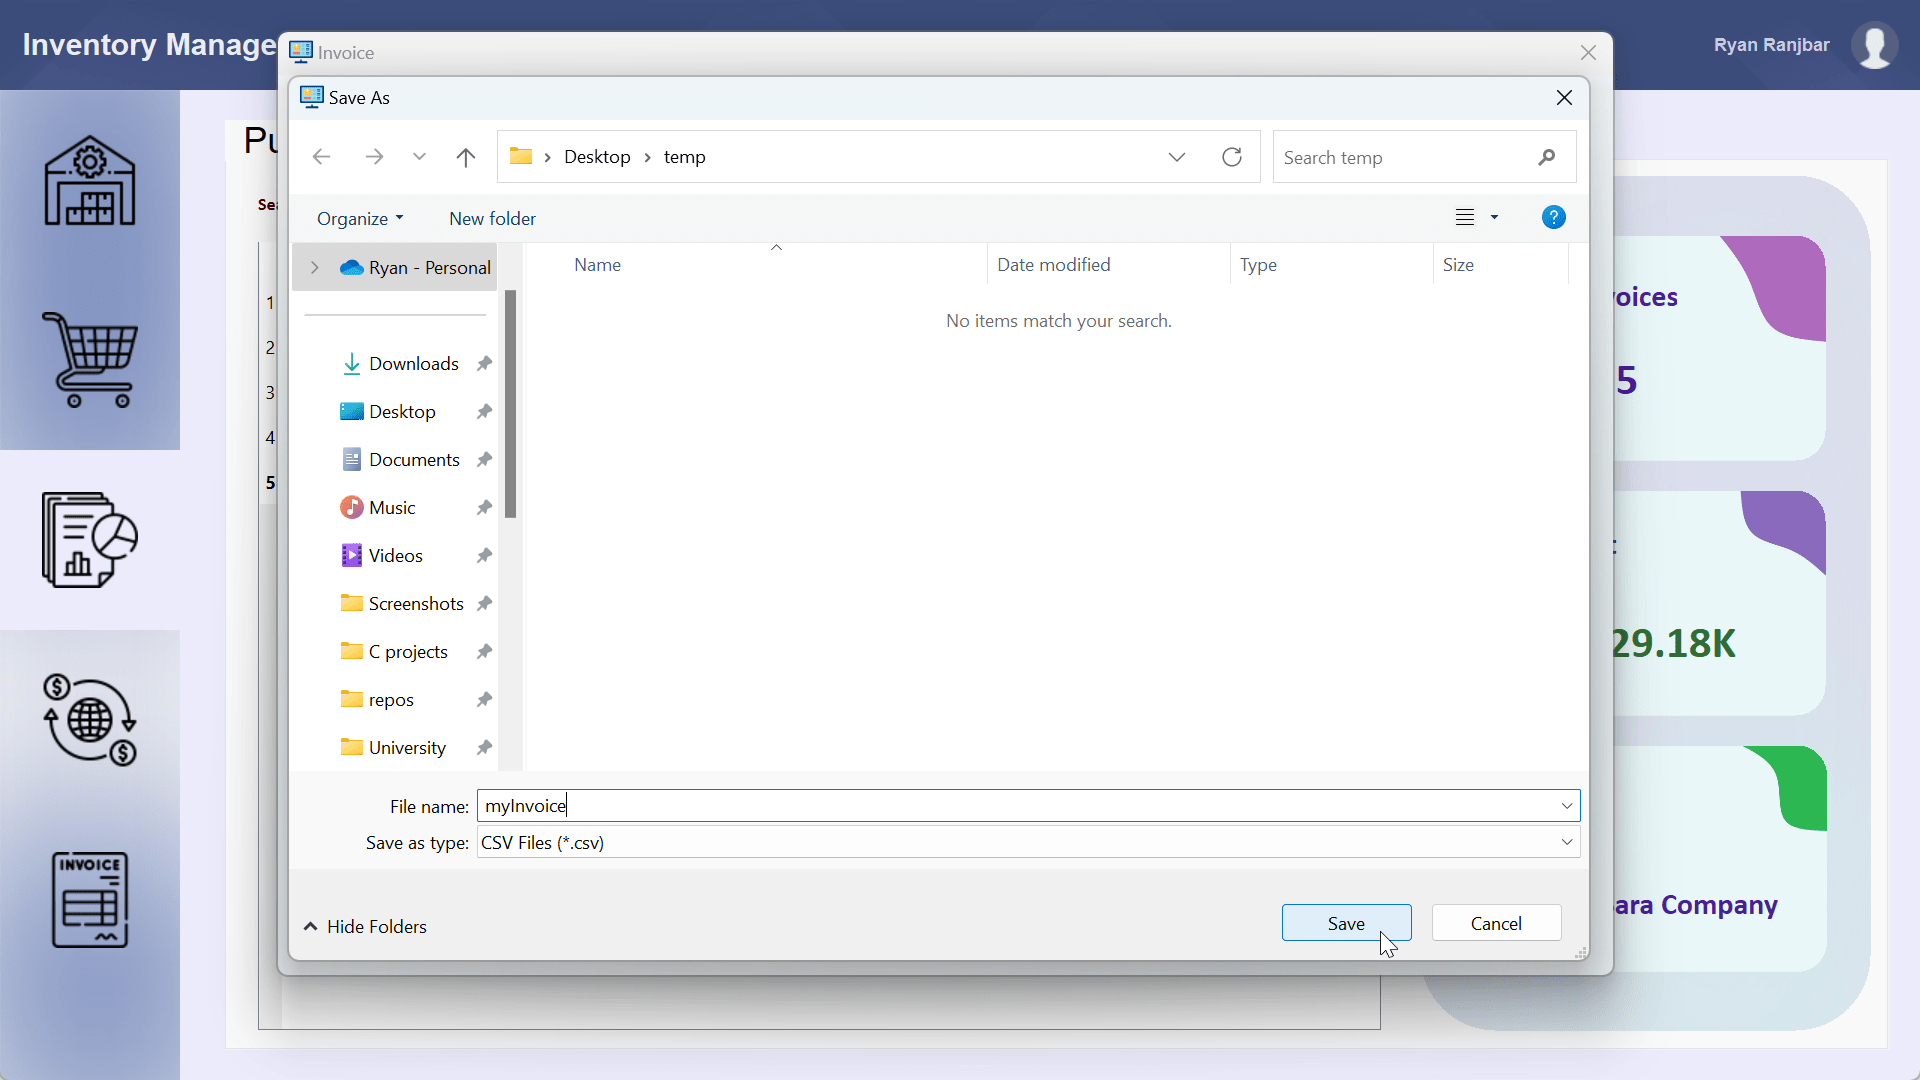 Inventory Manage
Ryan Ranjbar
Invoice
Save As
Desktop
temp
Search temp
Organize
New folder
?
Ryan - Personal
Name
Date modified
Type
Size
No items match your search.
Downloads
Desktop
Documents
Music
Videos
Screenshots
C projects
repos
University
File name:
myInvoice
Save as type:
CSV Files (*.csv)
Hide Folders
Save
Cancel
Pu
Sea
1
2
3
4
5
oices
5
29.18K
ara Company
INVOICE